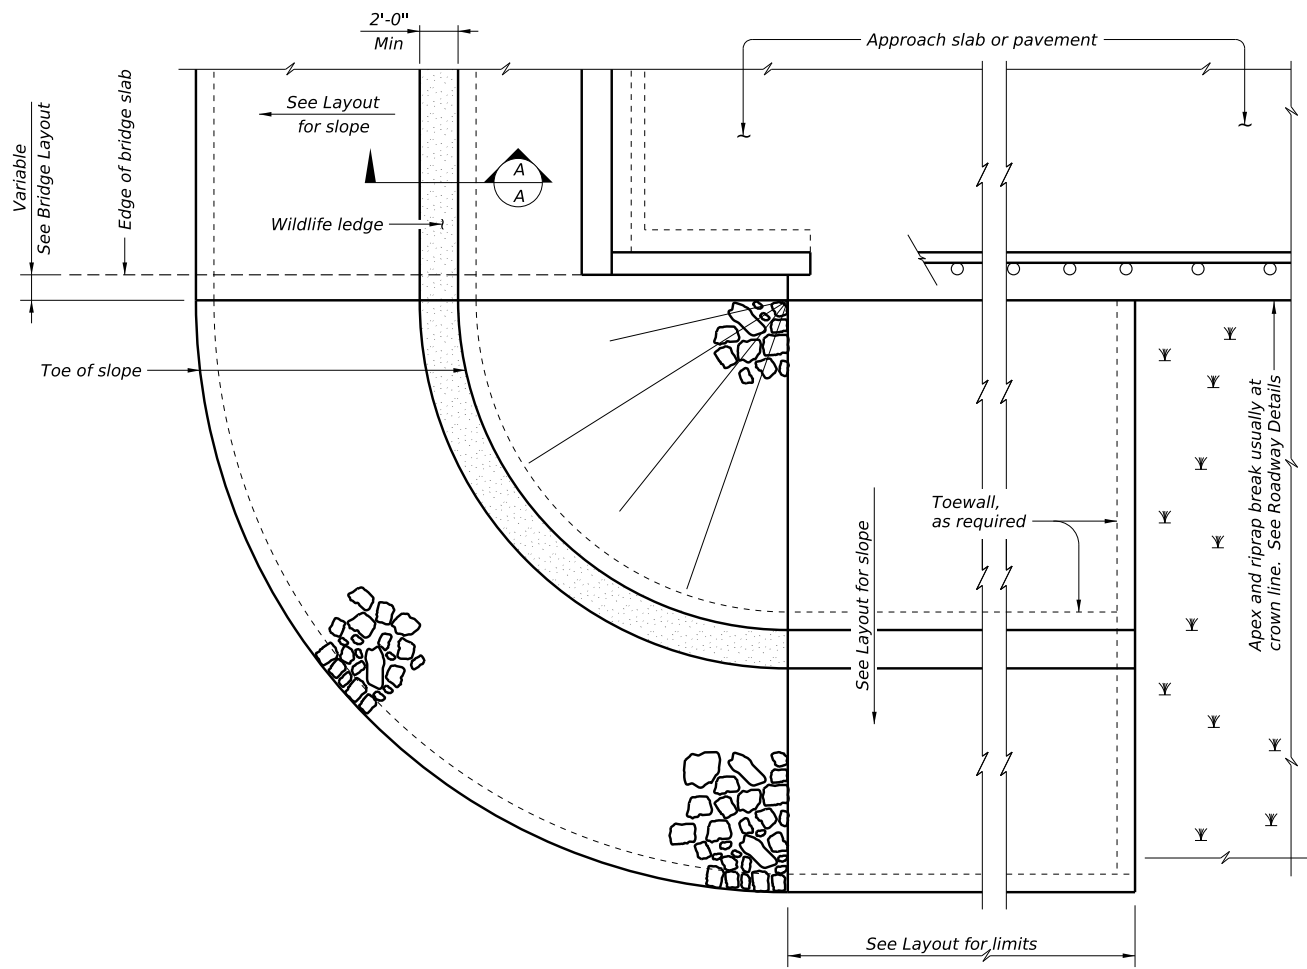 2'-0"
Min
Approach slab or pavement
See Layout
for slope
Variable
See Bridge Layout
Edge of bridge slab
A
A
Wildlife ledge
Toe of slope
Toewall,
as required
See Layout for slope
Apex and riprap break usually at
crown line. See Roadway Details
See Layout for limits